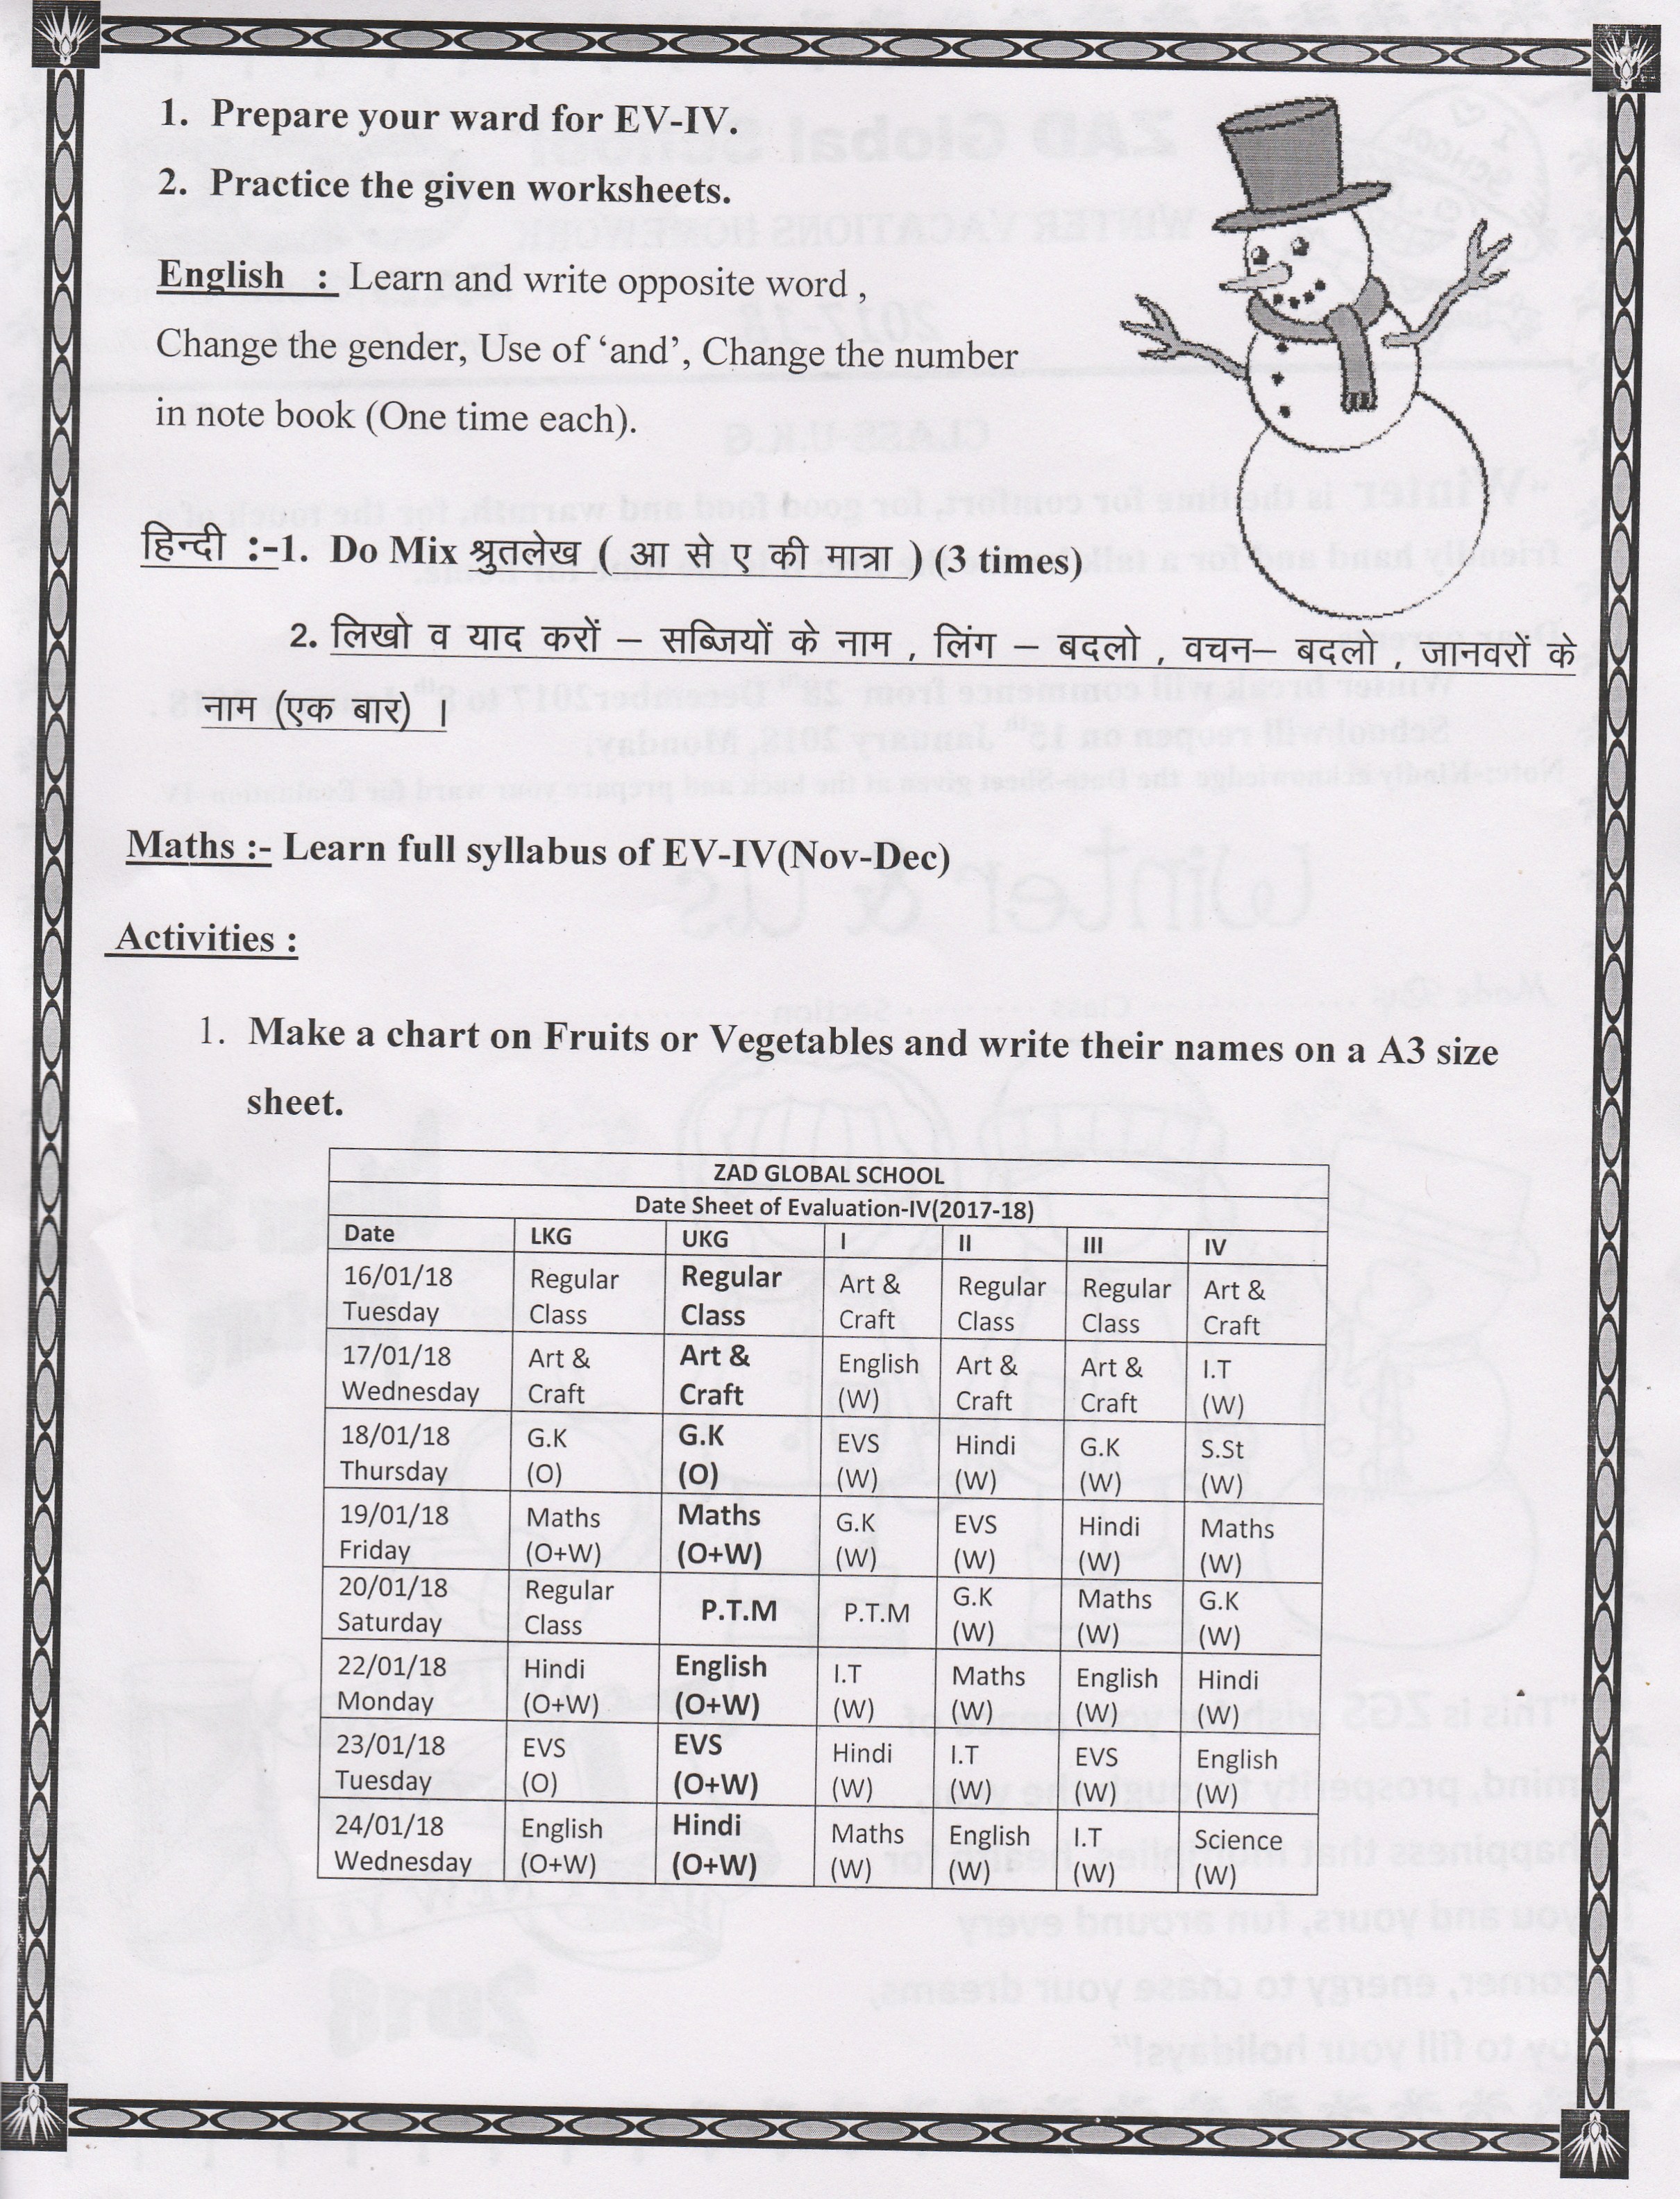 1. Prepare your ward for EV-IV.
2. Practice the given worksheets.
English : Learn and write opposite word ,
Change the gender, Use of ‘and’, Change the number
in note book (One time each).
हिन्दी :-1. Do Mix श्रुतलेख ( आ से ए की मात्रा ) (3 times)
2. लिखो व याद करों – सब्जियों के नाम , लिंग – बदलो , वचन– बदलो , जानवरों के
नाम (एक बार) ।
Maths :- Learn full syllabus of EV-IV(Nov-Dec)
Activities :
1. Make a chart on Fruits or Vegetables and write their names on a A3 size
sheet.
ZAD GLOBAL SCHOOL
Date Sheet of Evaluation-IV(2017-18)
Date LKG UKG I II III IV
16/01/18 Regular Regular Art & Regular Regular Art &
Tuesday Class Class Craft Class Class Craft
17/01/18 Art & Art & English Art & Art & I.T
Wednesday Craft Craft (W) Craft Craft (W)
18/01/18 G.K G.K EVS Hindi G.K S.St
Thursday (O) (O) (W) (W) (W) (W)
19/01/18 Maths Maths G.K EVS Hindi Maths
Friday (O+W) (O+W) (W) (W) (W) (W)
20/01/18 Regular P.T.M P.T.M G.K Maths G.K
Saturday Class (W) (W) (W)
22/01/18 Hindi English I.T Maths English Hindi
Monday (O+W) (O+W) (W) (W) (W) (W)
23/01/18 EVS EVS Hindi I.T EVS English
Tuesday (O) (O+W) (W) (W) (W) (W)
24/01/18 English Hindi Maths English I.T Science
Wednesday (O+W) (O+W) (W) (W) (W) (W)